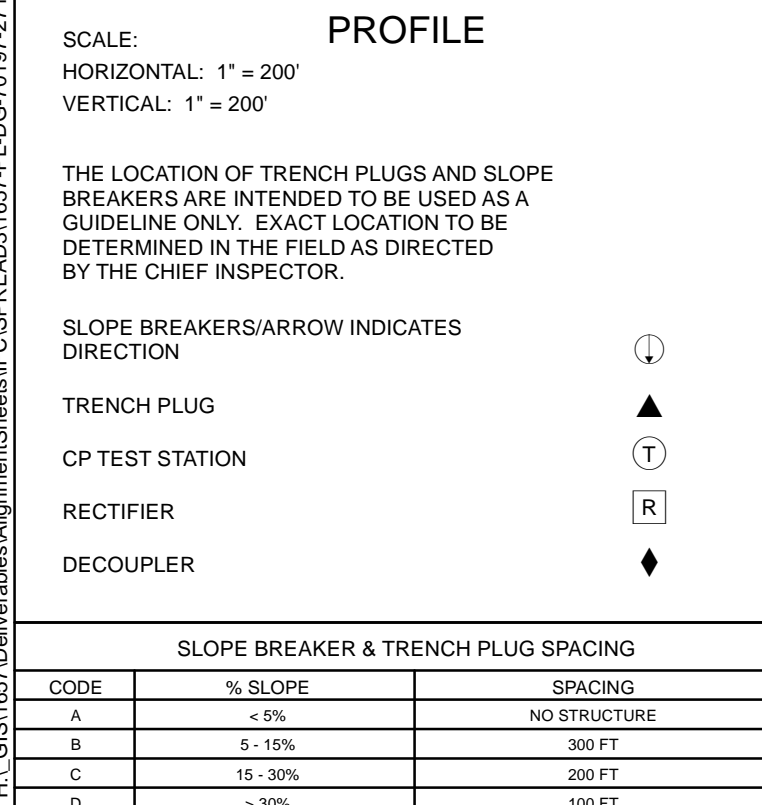 PROFILE
SCALE:
HORIZONTAL: 1" = 200'
VERTICAL: 1" = 200'
THE LOCATION OF TRENCH PLUGS AND SLOPE
BREAKERS ARE INTENDED TO BE USED AS A
GUIDELINE ONLY. EXACT LOCATION TO BE
DETERMINED IN THE FIELD AS DIRECTED
BY THE CHIEF INSPECTOR.
SLOPE BREAKERS/ARROW INDICATES
DIRECTION
TRENCH PLUG
CP TEST STATION T
RECTIFIER R
DECOUPLER
SLOPE BREAKER & TRENCH PLUG SPACING
CODE % SLOPE SPACING
A < 5% NO STRUCTURE
B 5 - 15% 300 FT
C 15 - 30% 200 FT
D > 30% 100 FT